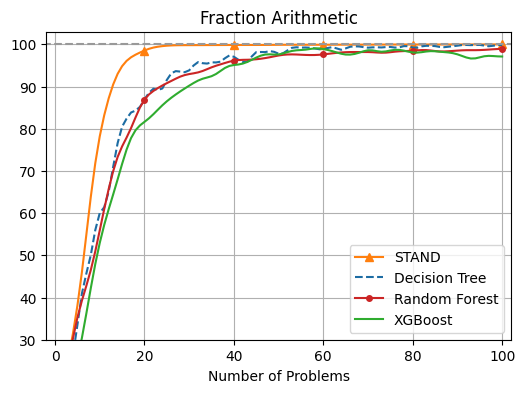 Fraction Arithmetic
100
90
80
70
60
50
40
30
0 20 40 60 80 100
Number of Problems
STAND
Decision Tree
Random Forest
XGBoost